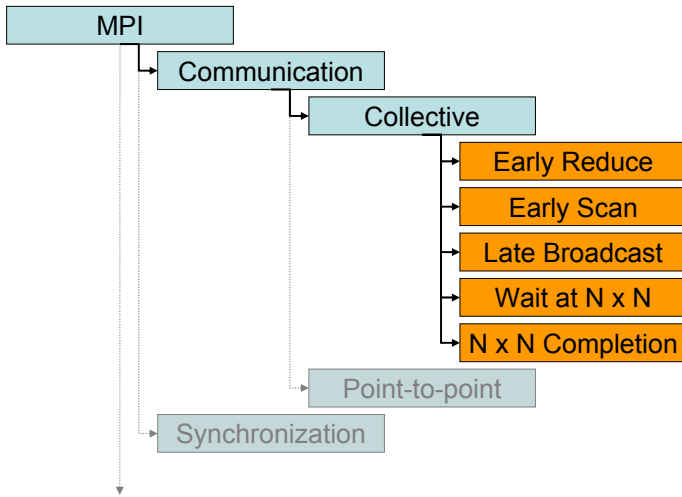 MPI
Communication
Collective
Early Reduce
Early Scan
Late Broadcast
Wait at N x N
N x N Completion
Point-to-point
Synchronization